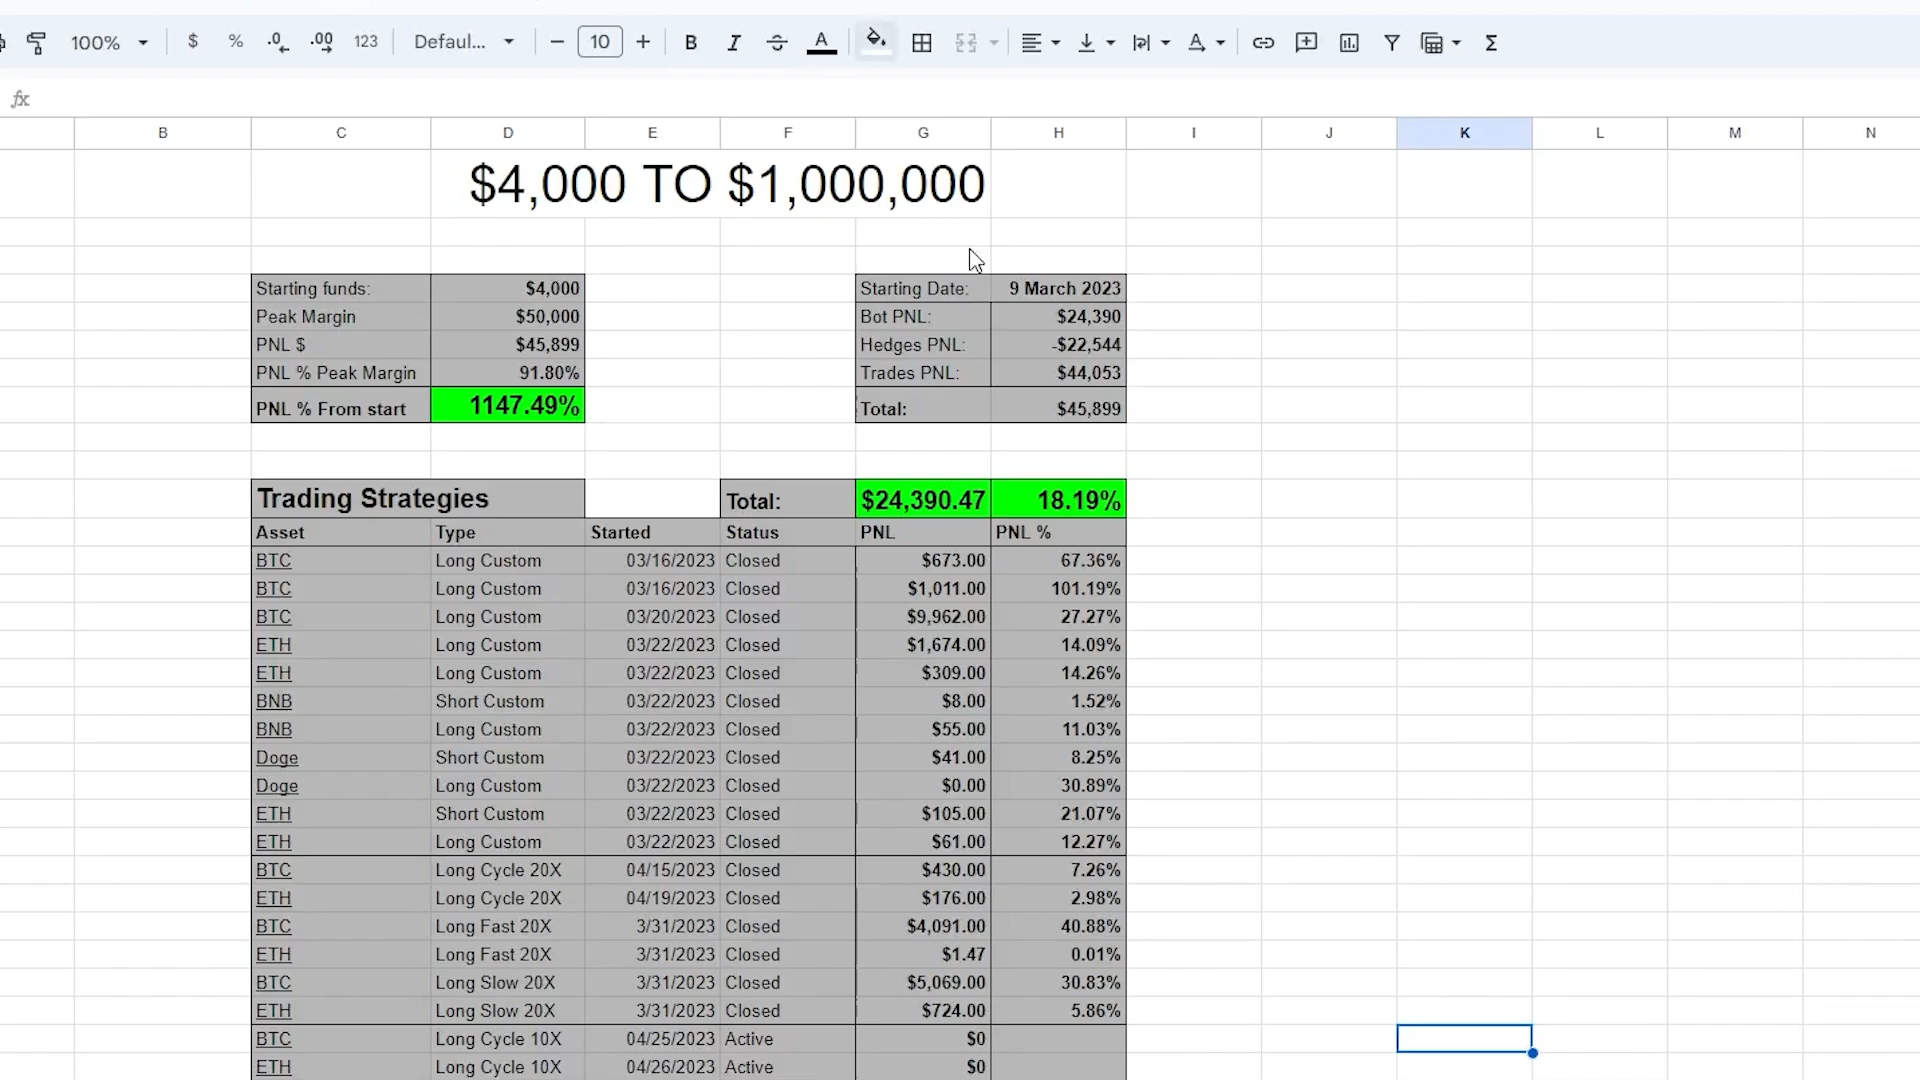 100% $ % .0 .00 123 Defaul... 10 B I A A Σ
fx
B C D E F G H I J K L M N
$4,000 TO $1,000,000
Starting funds: $4,000 Starting Date: 9 March 2023
Peak Margin $50,000 Bot PNL: $24,390
PNL $ $45,899 Hedges PNL: -$22,544
PNL % Peak Margin 91.80% Trades PNL: $44,053
PNL % From start 1147.49% Total: $45,899
Trading Strategies Total: $24,390.47 18.19%
Asset Type Started Status PNL PNL %
BTC Long Custom 03/16/2023 Closed $673.00 67.36%
BTC Long Custom 03/16/2023 Closed $1,011.00 101.19%
BTC Long Custom 03/20/2023 Closed $9,962.00 27.27%
ETH Long Custom 03/22/2023 Closed $1,674.00 14.09%
ETH Long Custom 03/22/2023 Closed $309.00 14.26%
BNB Short Custom 03/22/2023 Closed $8.00 1.52%
BNB Long Custom 03/22/2023 Closed $55.00 11.03%
Doge Short Custom 03/22/2023 Closed $41.00 8.25%
Doge Long Custom 03/22/2023 Closed $0.00 30.89%
ETH Short Custom 03/22/2023 Closed $105.00 21.07%
ETH Long Custom 03/22/2023 Closed $61.00 12.27%
BTC Long Cycle 20X 04/15/2023 Closed $430.00 7.26%
ETH Long Cycle 20X 04/19/2023 Closed $176.00 2.98%
BTC Long Fast 20X 3/31/2023 Closed $4,091.00 40.88%
ETH Long Fast 20X 3/31/2023 Closed $1.47 0.01%
BTC Long Slow 20X 3/31/2023 Closed $5,069.00 30.83%
ETH Long Slow 20X 3/31/2023 Closed $724.00 5.86%
BTC Long Cycle 10X 04/25/2023 Active $0
ETH Long Cycle 10X 04/26/2023 Active $0